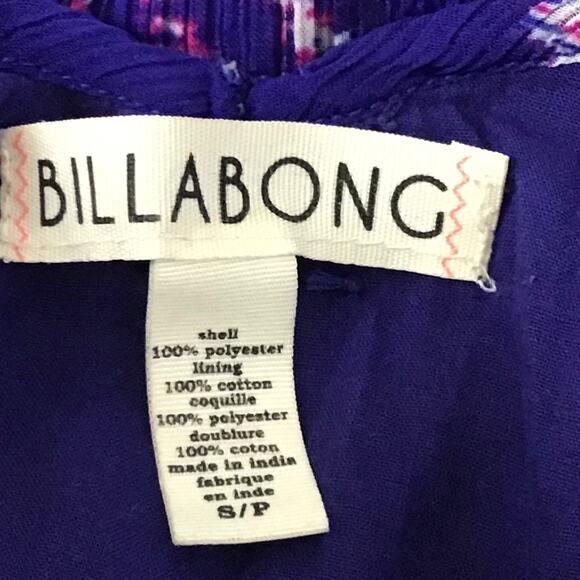 BILLABONG
shell
100% polyester
lining
100% cotton
coquille
100% polyester
doublure
100% coton
made in india
fabrique
en inde
S/P